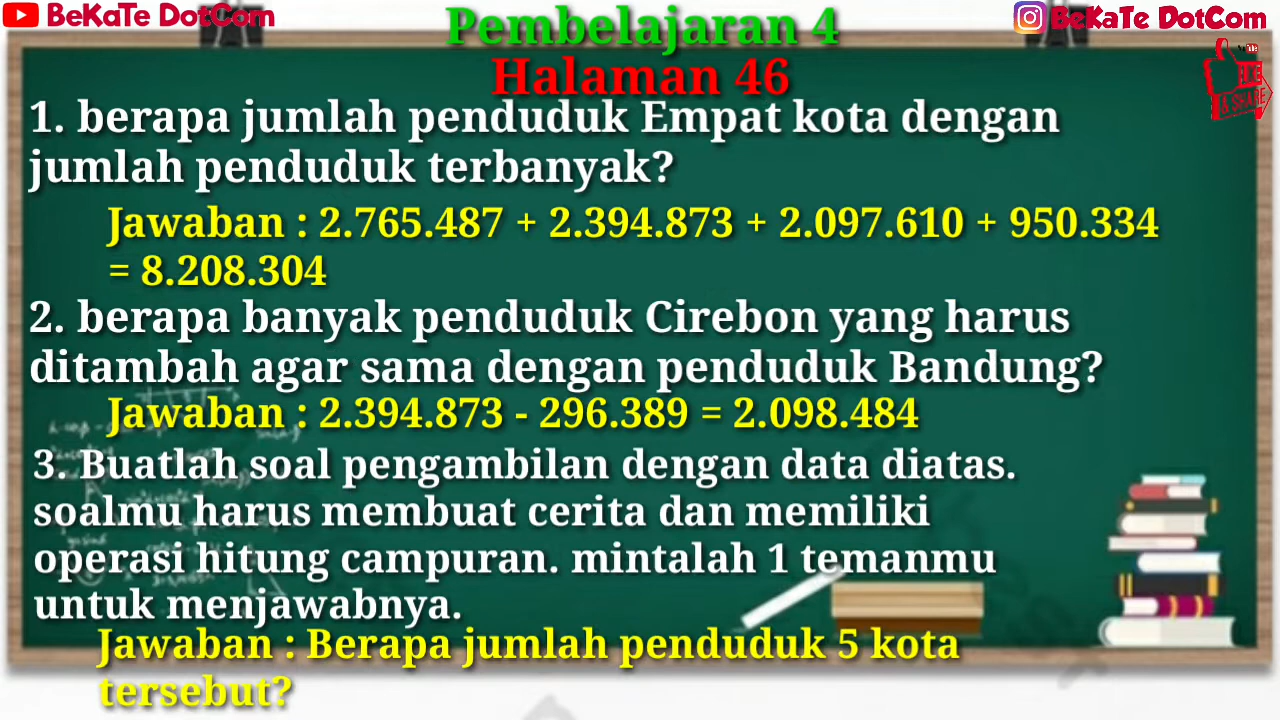 BeKaTe DotCom
BeKaTe DotCom
Pembelajaran 4
Halaman 46
1. berapa jumlah penduduk Empat kota dengan
jumlah penduduk terbanyak?
Jawaban : 2.765.487 + 2.394.873 + 2.097.610 + 950.334
= 8.208.304
2. berapa banyak penduduk Cirebon yang harus
ditambah agar sama dengan penduduk Bandung?
Jawaban : 2.394.873 - 296.389 = 2.098.484
3. Buatlah soal pengambilan dengan data diatas.
soalmu harus membuat cerita dan memiliki
operasi hitung campuran. mintalah 1 temanmu
untuk menjawabnya.
Jawaban : Berapa jumlah penduduk 5 kota
tersebut?
& SHARE